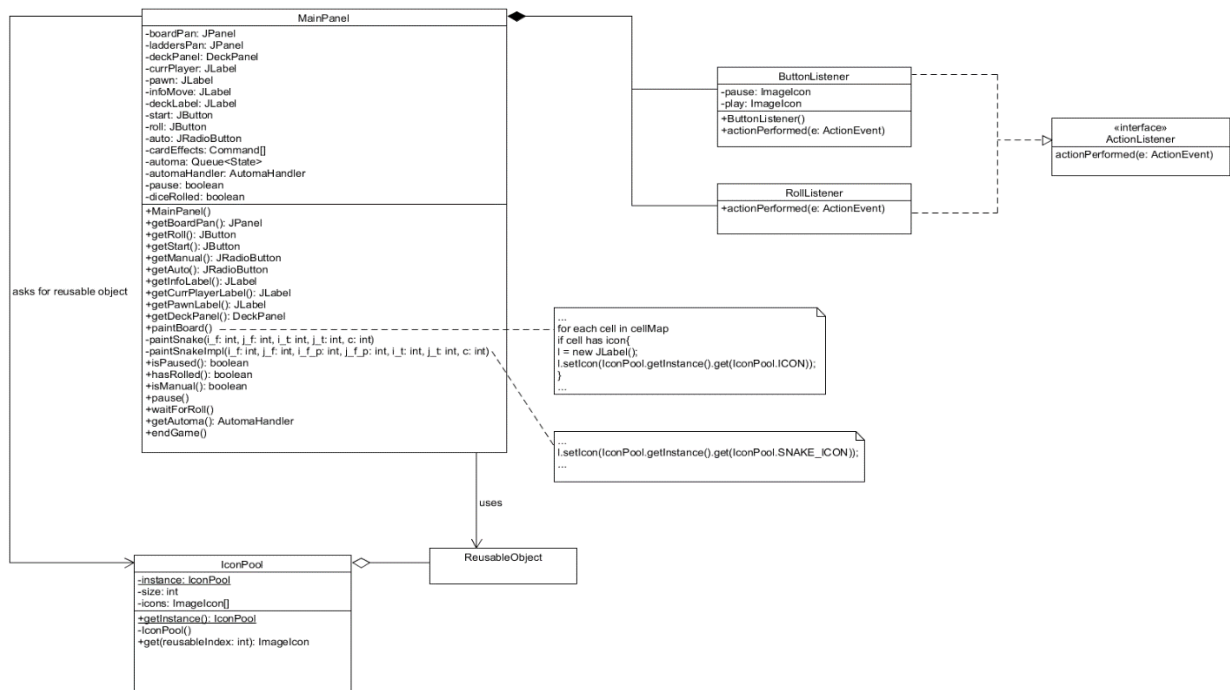 MainPanel
-boardPan: JPanel
-laddersPan: JPanel
-deckPanel: DeckPanel
-currPlayer: JLabel
-pawn: JLabel
-infoMove: JLabel
-deckLabel: JLabel
-start: JButton
-roll: JButton
-auto: JRadioButton
-cardEffects: Command[]
-automa: Queue<State>
-automaHandler: AutomaHandler
-pause: boolean
-diceRolled: boolean
+MainPanel()
+getBoardPan(): JPanel
+getRoll(): JButton
+getStart(): JButton
+getManual(): JRadioButton
+getAuto(): JRadioButton
+getInfoLabel(): JLabel
+getCurrPlayerLabel(): JLabel
+getPawnLabel(): JLabel
+getDeckPanel(): DeckPanel
+paintBoard()
-paintSnake(i_f: int, j_f: int, i_t: int, j_t: int, c: int)
-paintSnakeImpl(i_f: int, j_f: int, i_f_p: int, j_f_p: int, i_t: int, j_t: int, c: int)
+isPaused(): boolean
+hasRolled(): boolean
+isManual(): boolean
+pause()
+waitForRoll()
+getAutoma(): AutomaHandler
+endGame()
ButtonListener
-pause: ImageIcon
-play: ImageIcon
+ButtonListener()
+actionPerformed(e: ActionEvent)
RollListener
+actionPerformed(e: ActionEvent)
«interface»
ActionListener
actionPerformed(e: ActionEvent)
asks for reusable object
...
for each cell in cellMap
if cell has icon{
l = new JLabel();
l.setIcon(IconPool.getInstance().get(IconPool.ICON));
}
...
...
l.setIcon(IconPool.getInstance().get(IconPool.SNAKE_ICON));
...
uses
ReusableObject
IconPool
-instance: IconPool
-size: int
-icons: ImageIcon[]
+getInstance(): IconPool
-IconPool()
+get(reusableIndex: int): ImageIcon